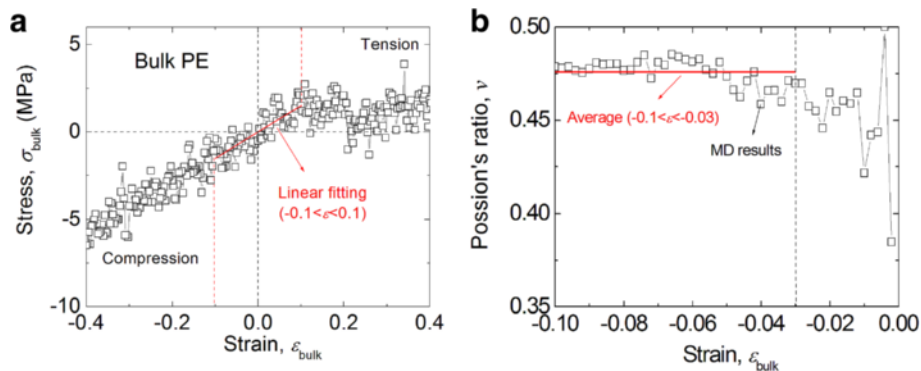 a
Bulk PE
Tension
Linear fitting
(-0.1<ε<0.1)
Compression
Stress, σbulk (MPa)
5
0
-5
-10
-0.4
-0.2
0.0
0.2
0.4
Strain, εbulk
b
Average (-0.1<ε<-0.03)
MD results
Possion's ratio, ν
0.50
0.45
0.40
0.35
-0.10
-0.08
-0.06
-0.04
-0.02
0.00
Strain, εbulk